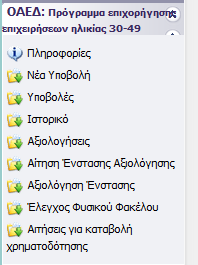 ΟΑΕΔ: Πρόγραμμα επιχορήγησης
επιχειρήσεων ηλικίας 30-49
Πληροφορίες
Νέα Υποβολή
Υποβολές
Ιστορικό
Αξιολογήσεις
Αίτηση Ένστασης Αξιολόγησης
Αξιολόγηση Ένστασης
Έλεγχος Φυσικού Φακέλου
Αιτήσεις για καταβολή
χρηματοδότησης